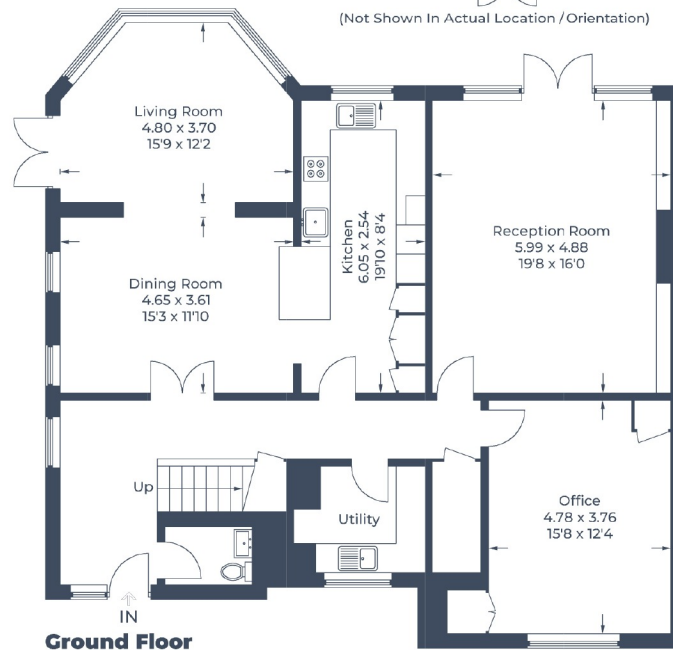 (Not Shown In Actual Location / Orientation)
Living Room
4.80 x 3.70
15'9 x 12'2
Reception Room
5.99 x 4.88
19'8 x 16'0
Kitchen
6.05 x 2.54
19'10 x 8'4
Dining Room
4.65 x 3.61
15'3 x 11'10
Up
Utility
Office
4.78 x 3.76
15'8 x 12'4
IN
Ground Floor